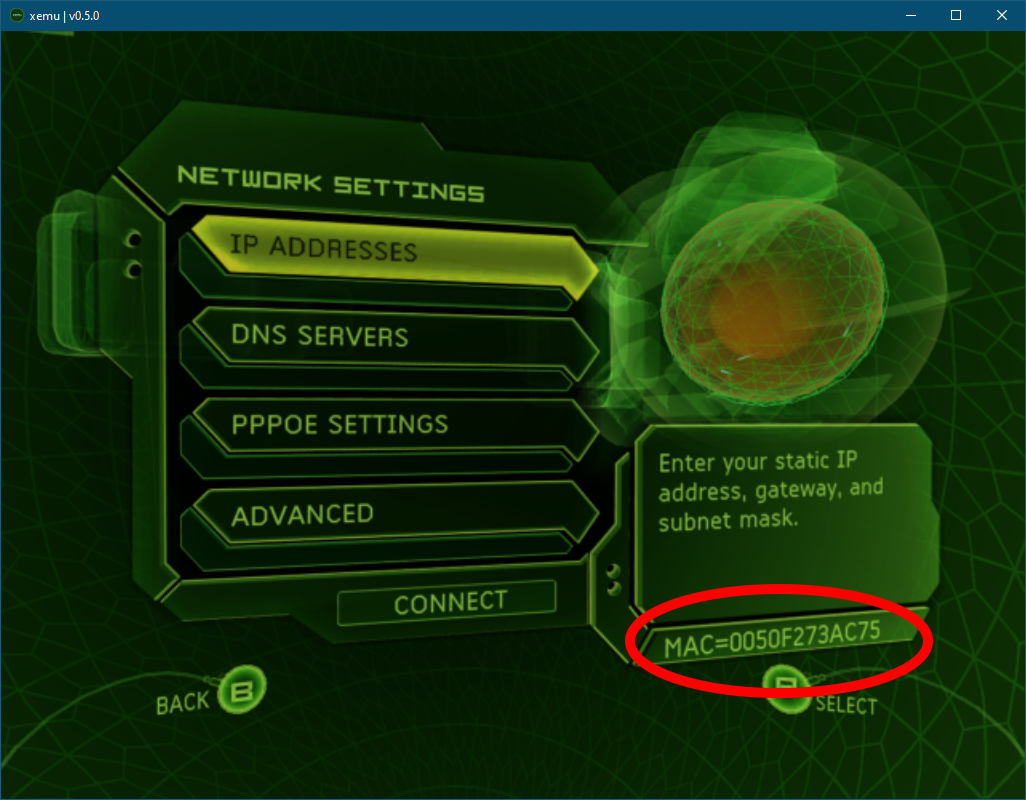 xemu | v0.5.0
NETWORK SETTINGS
IP ADDRESSES
DNS SERVERS
PPPOE SETTINGS
ADVANCED
CONNECT
Enter your static IP
address, gateway, and
subnet mask.
MAC=0050F273AC75
BACK B
SELECT